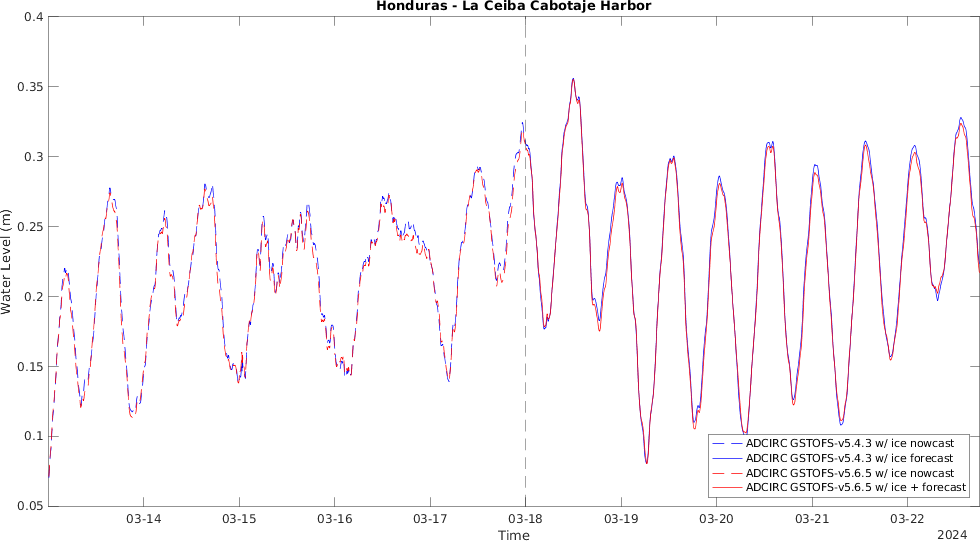 Honduras - La Ceiba Cabotaje Harbor
0.4
0.35
0.3
0.25
0.2
0.15
0.1
0.05
Water Level (m)
ADCIRC GSTOFS-v5.4.3 w/ ice nowcast
ADCIRC GSTOFS-v5.4.3 w/ ice forecast
ADCIRC GSTOFS-v5.6.5 w/ ice nowcast
ADCIRC GSTOFS-v5.6.5 w/ ice + forecast
03-14 03-15 03-16 03-17 03-18 03-19 03-20 03-21 03-22
Time
2024